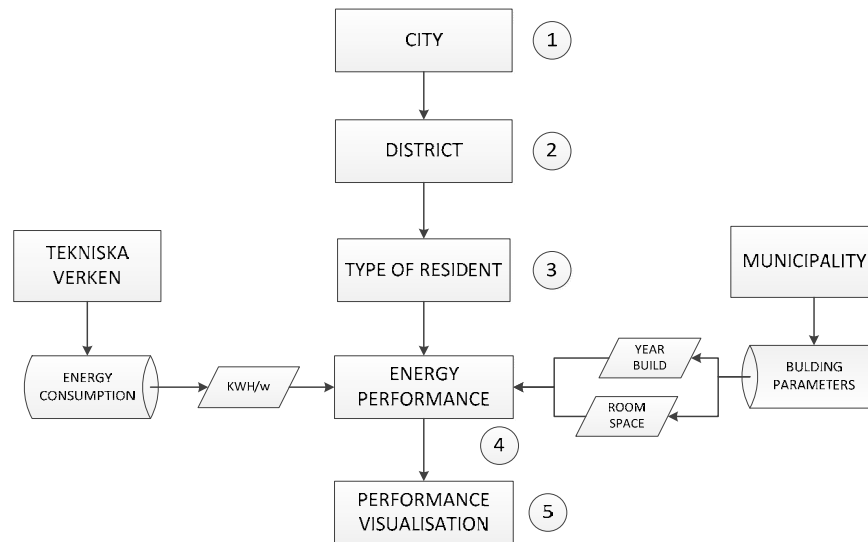 CITY
1
DISTRICT
2
TEKNISKA
VERKEN
TYPE OF RESIDENT
3
MUNICIPALITY
ENERGY
CONSUMPTION
KWH/w
ENERGY
PERFORMANCE
4
YEAR
BUILD
ROOM
SPACE
BULDING
PARAMETERS
PERFORMANCE
VISUALISATION
5